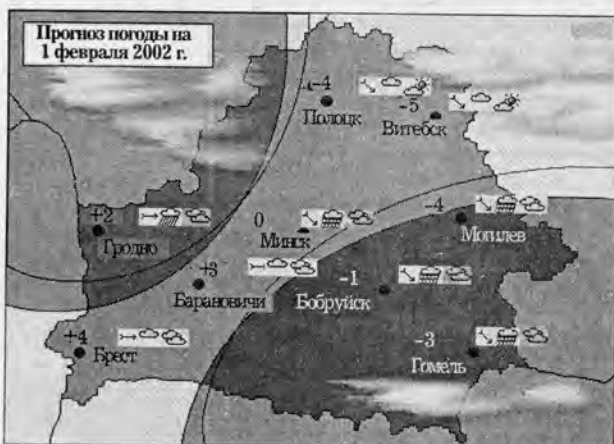 Прогноз погоды на
1 февраля 2002 г.
-4
Полоцк
-5
Витебск
+2
Гродно
0
Минск
-4
Могилев
+3
Барановичи
-1
Бобруйск
+4
Брест
-3
Гомель